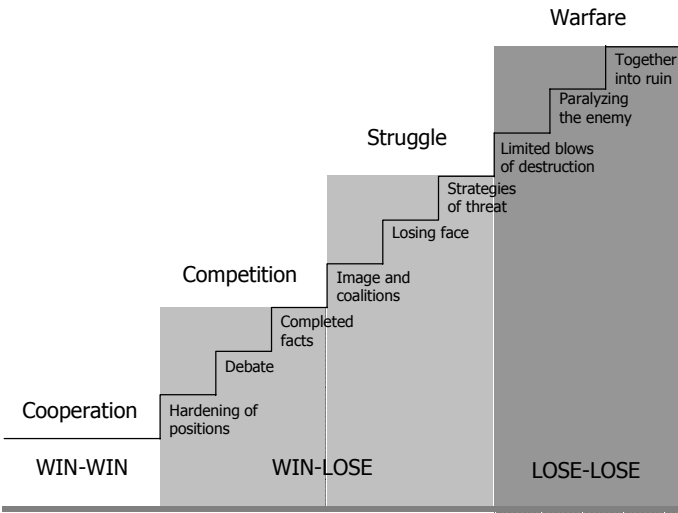 Warfare
Together
into ruin
Paralyzing
the enemy
Struggle
Limited blows
of destruction
Strategies
of threat
Losing face
Competition
Image and
coalitions
Completed
facts
Debate
Cooperation
Hardening of
positions
WIN-WIN
WIN-LOSE
LOSE-LOSE